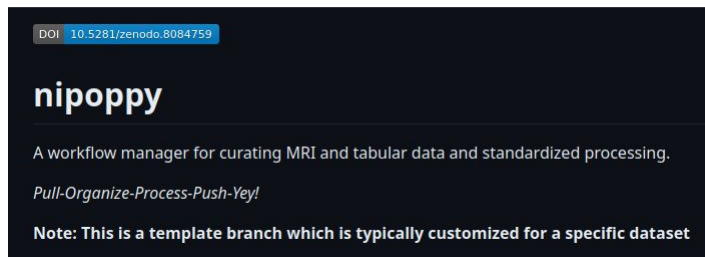 DOI 10.5281/zenodo.8084759
nipoppy
A workflow manager for curating MRI and tabular data and standardized processing.
Pull-Organize-Process-Push-Yey!
Note: This is a template branch which is typically customized for a specific dataset